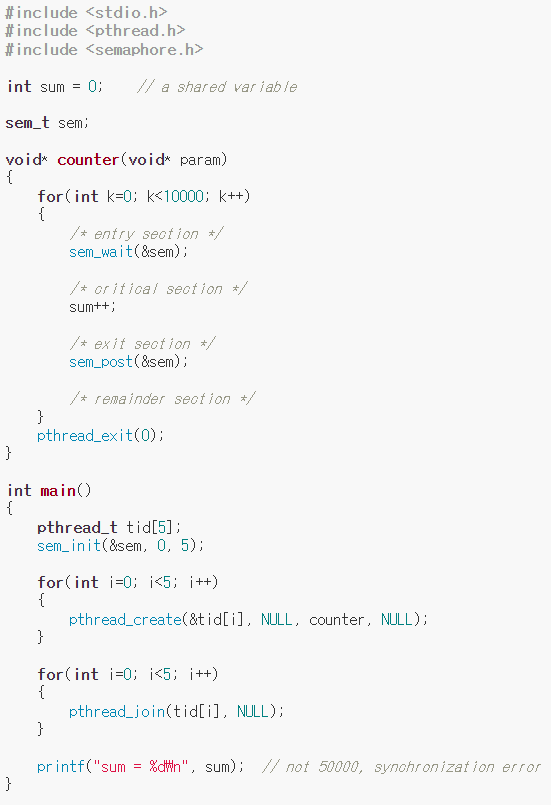 #include <stdio.h>
#include <pthread.h>
#include <semaphore.h>
int sum = 0;    // a shared variable
sem_t sem;
void* counter(void* param)
{
    for(int k=0; k<10000; k++)
    {
        /* entry section */
        sem_wait(&sem);
        /* critical section */
        sum++;
        /* exit section */
        sem_post(&sem);
        /* remainder section */
    }
    pthread_exit(0);
}
int main()
{
    pthread_t tid[5];
    sem_init(&sem, 0, 5);
    for(int i=0; i<5; i++)
    {
        pthread_create(&tid[i], NULL, counter, NULL);
    }
    for(int i=0; i<5; i++)
    {
        pthread_join(tid[i], NULL);
    }
    printf("sum = %d₩n", sum);  // not 50000, synchronization error
}